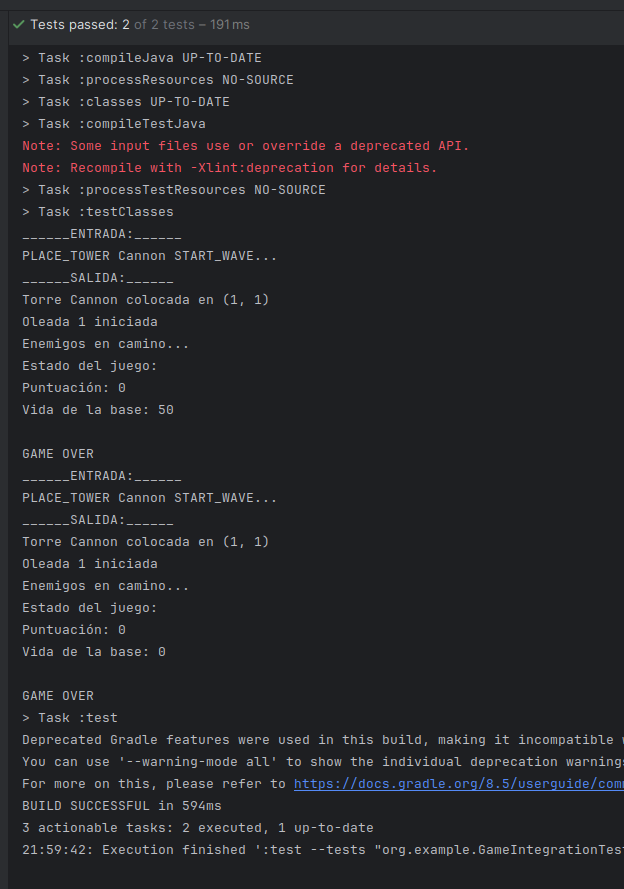 Tests passed: 2 of 2 tests – 191 ms
> Task :compileJava UP-TO-DATE
> Task :processResources NO-SOURCE
> Task :classes UP-TO-DATE
> Task :compileTestJava
Note: Some input files use or override a deprecated API.
Note: Recompile with -Xlint:deprecation for details.
> Task :processTestResources NO-SOURCE
> Task :testClasses
______ENTRADA:______
PLACE_TOWER Cannon START_WAVE...
______SALIDA:______
Torre Cannon colocada en (1, 1)
Oleada 1 iniciada
Enemigos en camino...
Estado del juego:
Puntuación: 0
Vida de la base: 50
GAME OVER
______ENTRADA:______
PLACE_TOWER Cannon START_WAVE...
______SALIDA:______
Torre Cannon colocada en (1, 1)
Oleada 1 iniciada
Enemigos en camino...
Estado del juego:
Puntuación: 0
Vida de la base: 0
GAME OVER
> Task :test
Deprecated Gradle features were used in this build, making it incompatible
You can use '--warning-mode all' to show the individual deprecation warnings
For more on this, please refer to https://docs.gradle.org/8.5/userguide/com
BUILD SUCCESSFUL in 594ms
3 actionable tasks: 2 executed, 1 up-to-date
21:59:42: Execution finished ':test --tests "org.example.GameIntegrationTes